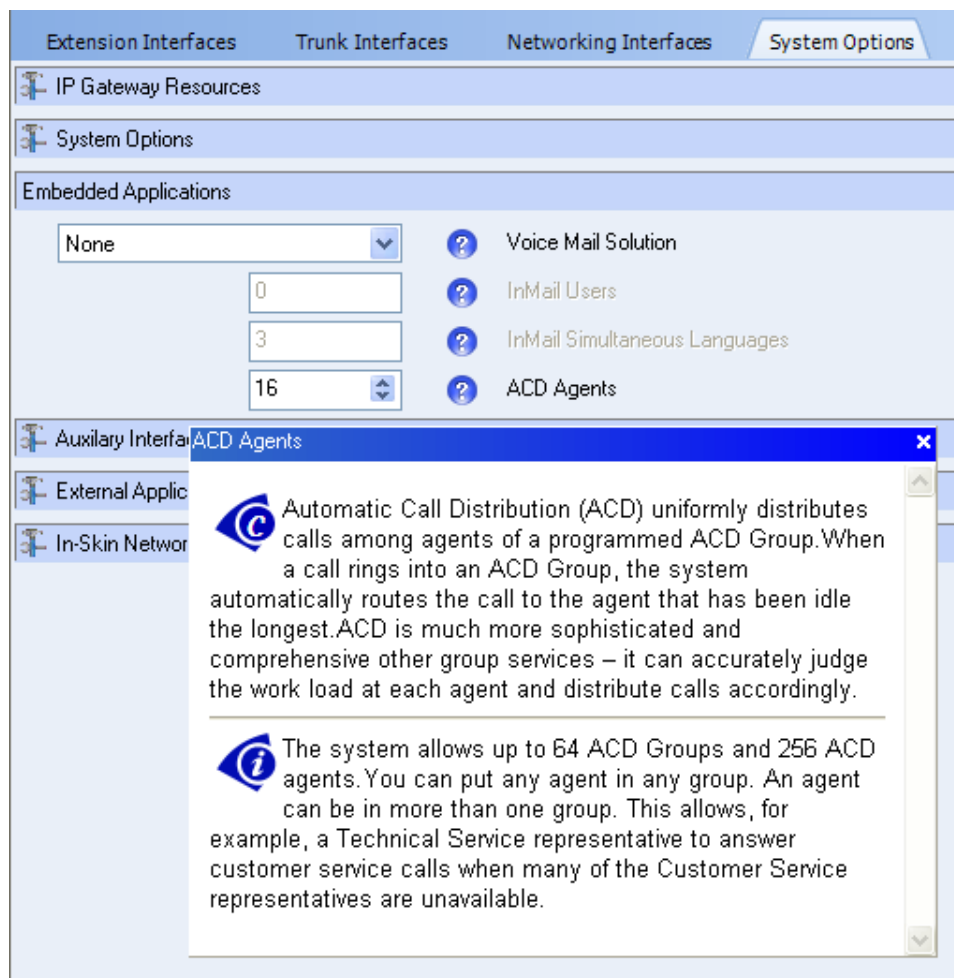 Extension Interfaces Trunk Interfaces Networking Interfaces System Options
IP Gateway Resources
System Options
Embedded Applications
None ? Voice Mail Solution
0 ? InMail Users
3 ? InMail Simultaneous Languages
16 ? ACD Agents
Auxilary Interfa
ACD Agents
External Applic
In-Skin Networ
C Automatic Call Distribution (ACD) uniformly distributes
calls among agents of a programmed ACD Group.When
a call rings into an ACD Group, the system
automatically routes the call to the agent that has been idle
the longest.ACD is much more sophisticated and
comprehensive other group services – it can accurately judge
the work load at each agent and distribute calls accordingly.
i The system allows up to 64 ACD Groups and 256 ACD
agents.You can put any agent in any group. An agent
can be in more than one group. This allows, for
example, a Technical Service representative to answer
customer service calls when many of the Customer Service
representatives are unavailable.